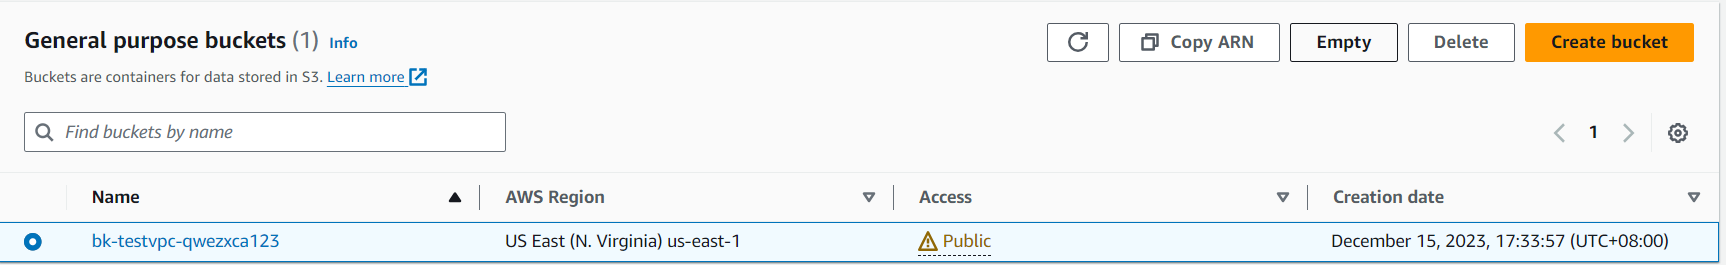 General purpose buckets (1) Info
Copy ARN
Empty
Delete
Create bucket
Buckets are containers for data stored in S3. Learn more
Find buckets by name
1
Name AWS Region Access Creation date
bk-testvpc-qwezxca123 US East (N. Virginia) us-east-1 Public December 15, 2023, 17:33:57 (UTC+08:00)